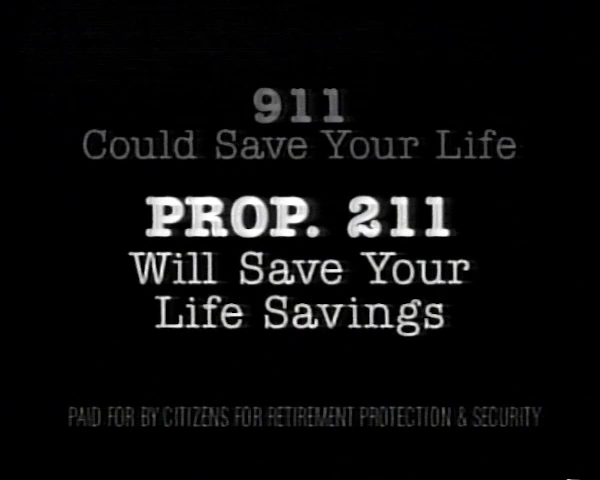 911
Could Save Your Life
PROP. 211
Will Save Your
Life Savings
PAID FOR BY CITIZENS FOR RETIREMENT PROTECTION & SECURITY